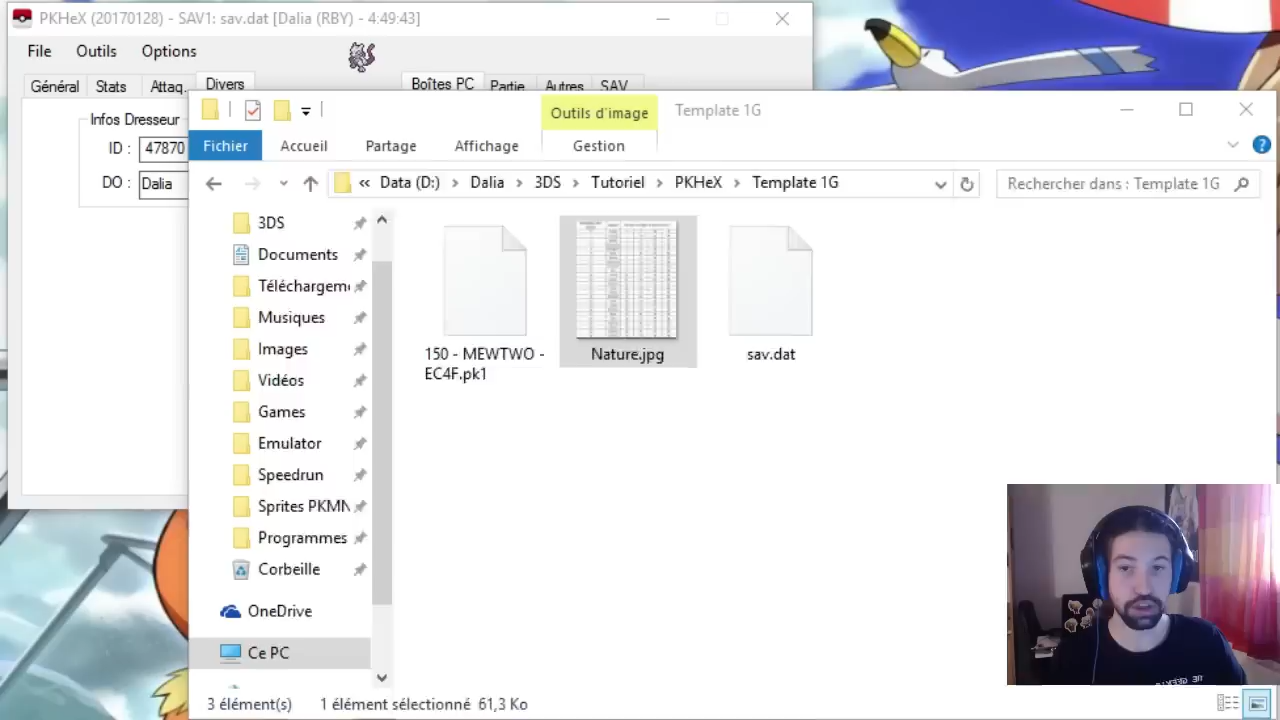 PKHeX (20170128) - SAV1: sav.dat [Dalia (RBY) - 4:49:43]
File Outils Options
Général Stats Attaq. Divers Boîtes PC Partie Autres SAV
Infos Dresseur
ID : 47870
DO : Dalia
Outils d'image Template 1G
Fichier Accueil Partage Affichage Gestion
« Data (D:) > Dalia > 3DS > Tutoriel > PKHeX > Template 1G
Rechercher dans : Template 1G
3DS
Documents
Téléchargem
Musiques
Images
Vidéos
Games
Emulator
Speedrun
Sprites PKMN
Programmes
Corbeille
OneDrive
Ce PC
150 - MEWTWO -
EC4F.pk1
Nature.jpg
sav.dat
3 élément(s) 1 élément sélectionné 61,3 Ko